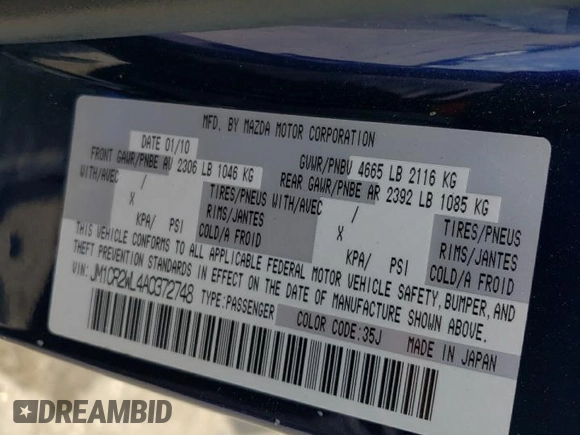 MFD. BY MAZDA MOTOR CORPORATION
DATE 01/10
GVWR/PNBV 4665 LB 2116 KG
FRONT GAWR/PNBE AV 2306 LB 1046 KG
REAR GAWR/PNBE AR 2392 LB 1085 KG
WITH/AVEC / TIRES/PNEUS
WITH/AVEC / TIRES/PNEUS
X RIMS/JANTES
X RIMS/JANTES
KPA/ PSI COLD/A FROID
KPA/ PSI COLD/A FROID
THIS VEHICLE CONFORMS TO ALL APPLICABLE FEDERAL MOTOR VEHICLE SAFETY, BUMPER, AND
THEFT PREVENTION STANDARDS IN EFFECT ON THE DATE OF MANUFACTURE SHOWN ABOVE.
VIN: JM1CR2WL4A0372748 TYPE:PASSENGER
COLOR CODE:35J MADE IN JAPAN
DREAMBID